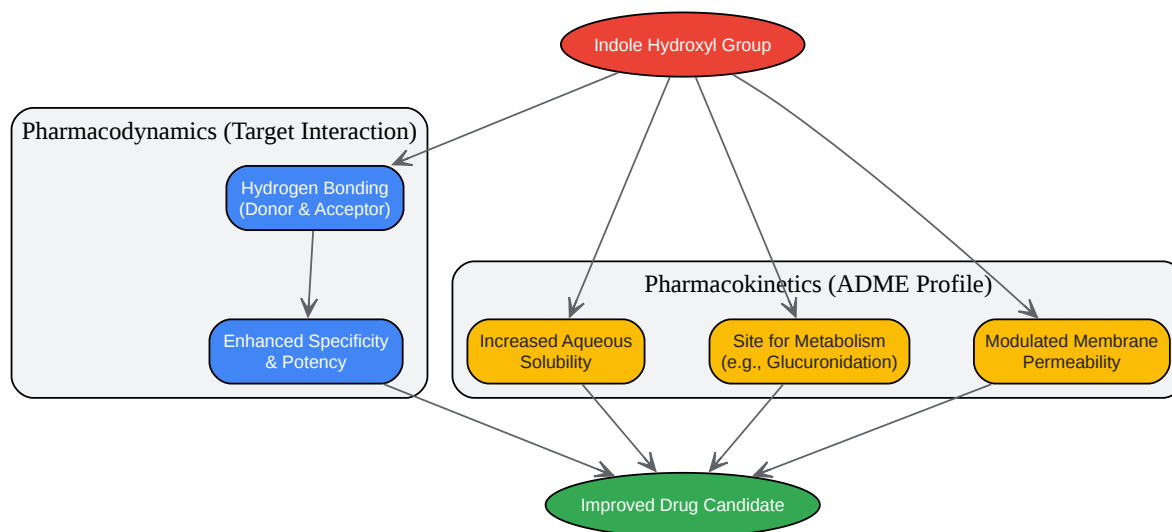 Indole Hydroxyl Group
Pharmacodynamics (Target Interaction)
Hydrogen Bonding
(Donor & Acceptor)
Enhanced Specificity
& Potency
Pharmacokinetics (ADME Profile)
Increased Aqueous
Solubility
Site for Metabolism
(e.g., Glucuronidation)
Modulated Membrane
Permeability
Improved Drug Candidate